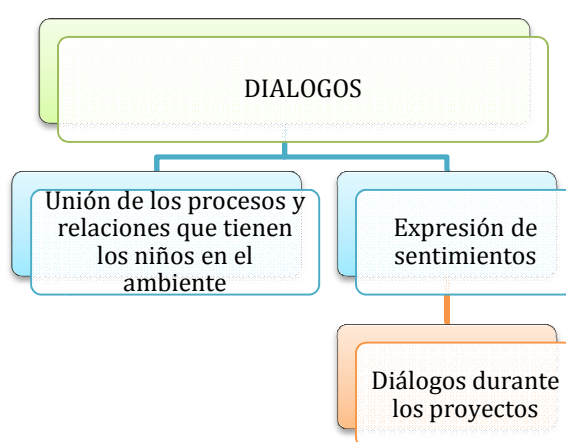 DIALOGOS
Unión de los procesos y
relaciones que tienen
los niños en el
ambiente
Expresión de
sentimientos
Diálogos durante
los proyectos